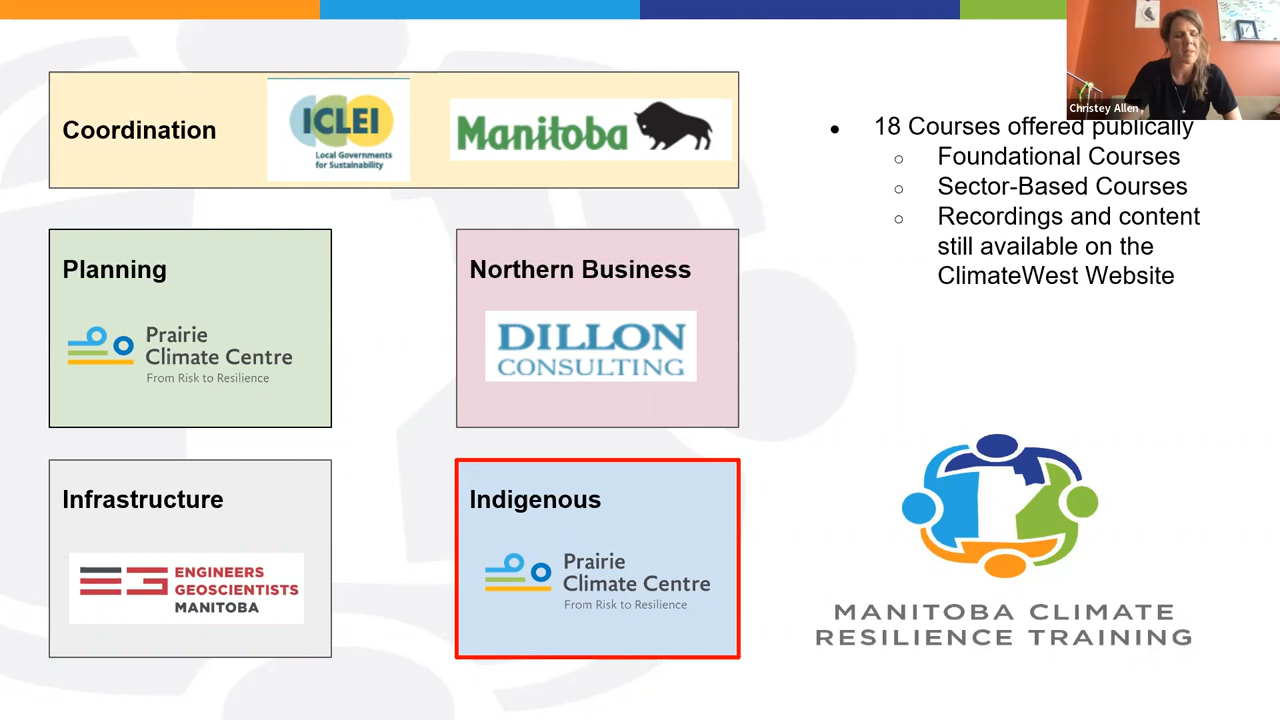 Coordination
ICLEI
Local Governments
for Sustainability
Manitoba
Christey Allen
18 Courses offered publically
Foundational Courses
Sector-Based Courses
Recordings and content
still available on the
ClimateWest Website
Planning
Prairie
Climate Centre
From Risk to Resilience
Northern Business
DILLON
CONSULTING
Infrastructure
ENGINEERS
GEOSCIENTISTS
MANITOBA
Indigenous
Prairie
Climate Centre
From Risk to Resilience
MANITOBA CLIMATE
RESILIENCE TRAINING